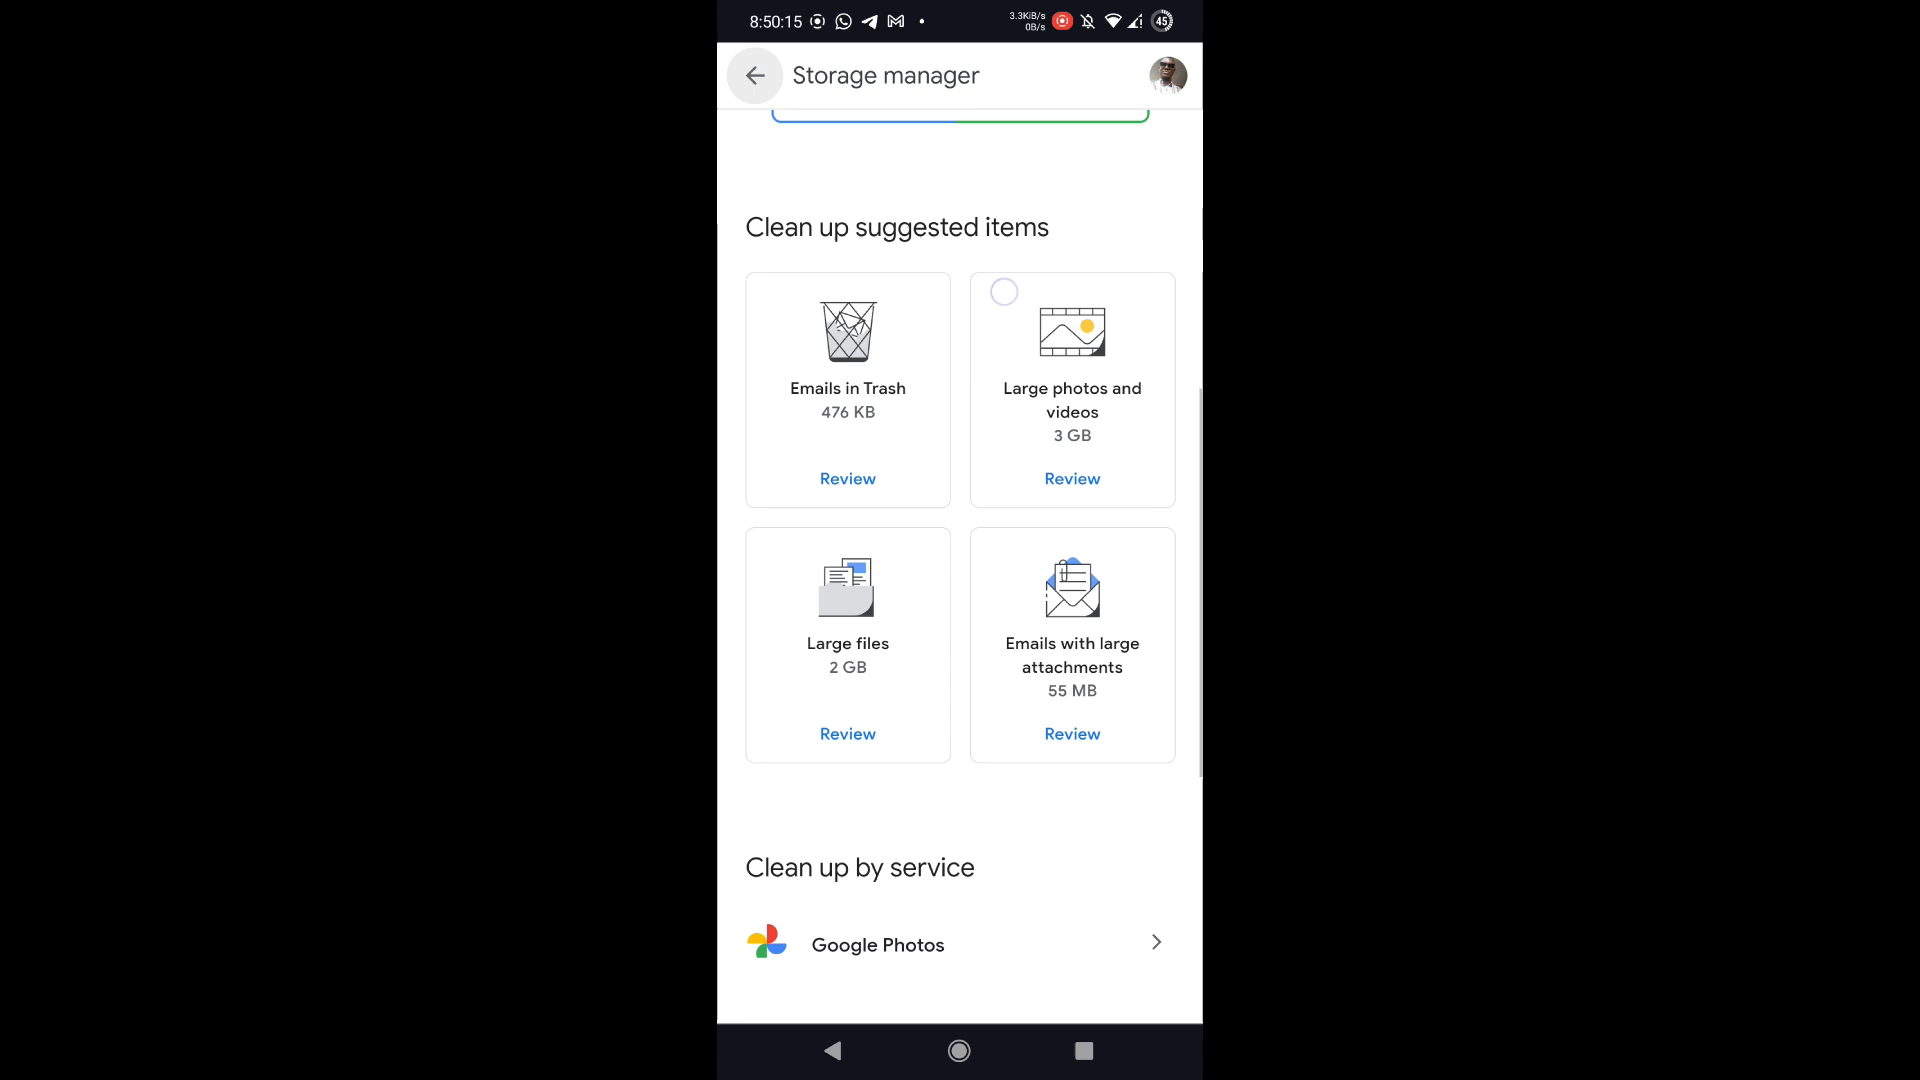 8:50:15
3.3KiB/s
0B/s
45
Storage manager
Clean up suggested items
Emails in Trash
476 KB
Review
Large photos and
videos
3 GB
Review
Large files
2 GB
Review
Emails with large
attachments
55 MB
Review
Clean up by service
Google Photos